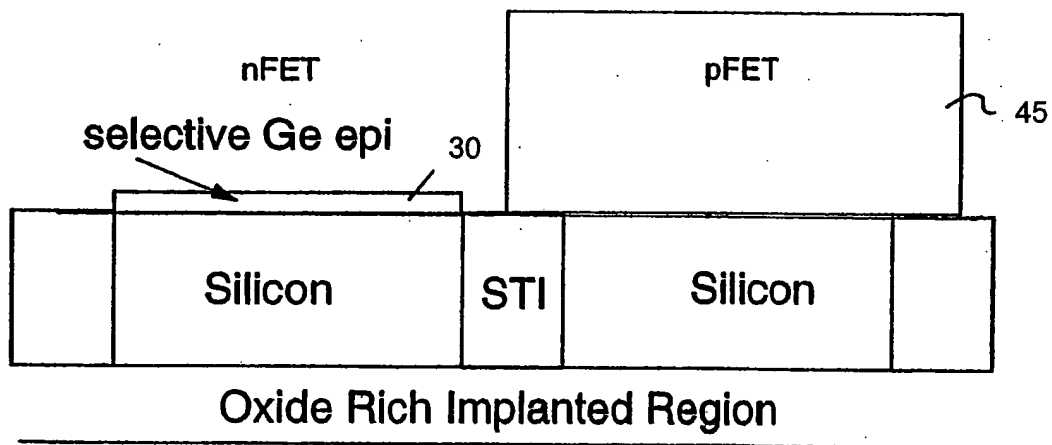 nFET
pFET
45
selective Ge epi
30
Silicon
STI
Silicon
Oxide Rich Implanted Region